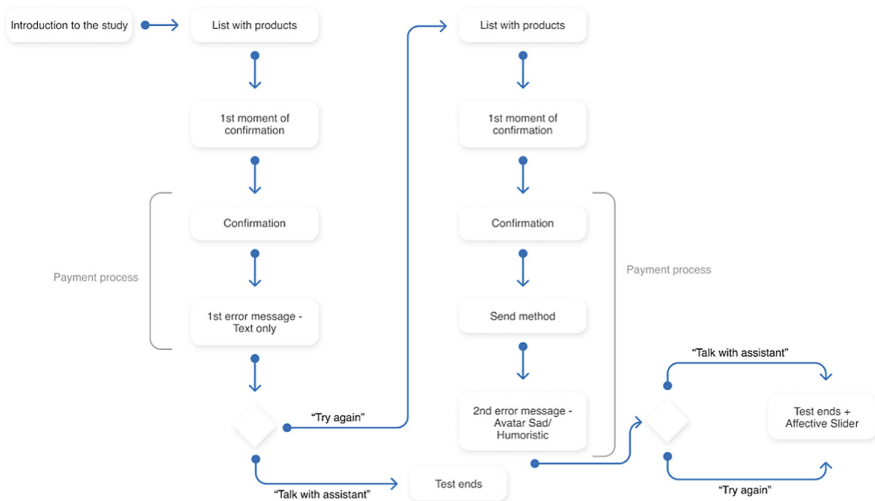 Introduction to the study
List with products
1st moment of
confirmation
Confirmation
Payment process
1st error message -
Text only
"Try again"
"Talk with assistant"
Test ends
List with products
1st moment of
confirmation
Confirmation
Payment process
Send method
2nd error message -
Avatar Sad/
Humoristic
"Talk with assistant"
Test ends +
Affective Slider
"Try again"